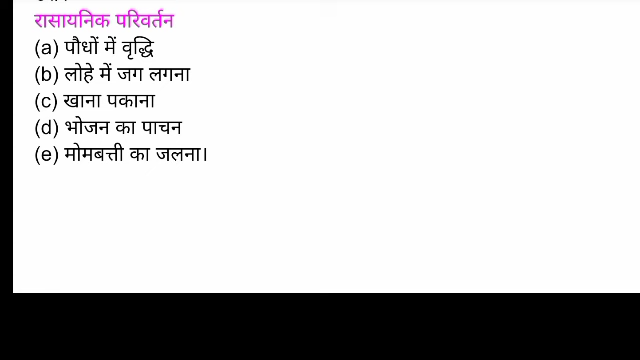 रासायनिक परिवर्तन
(a) पौधों में वृद्धि
(b) लोहे में जग लगना
(c) खाना पकाना
(d) भोजन का पाचन
(e) मोमबत्ती का जलना।